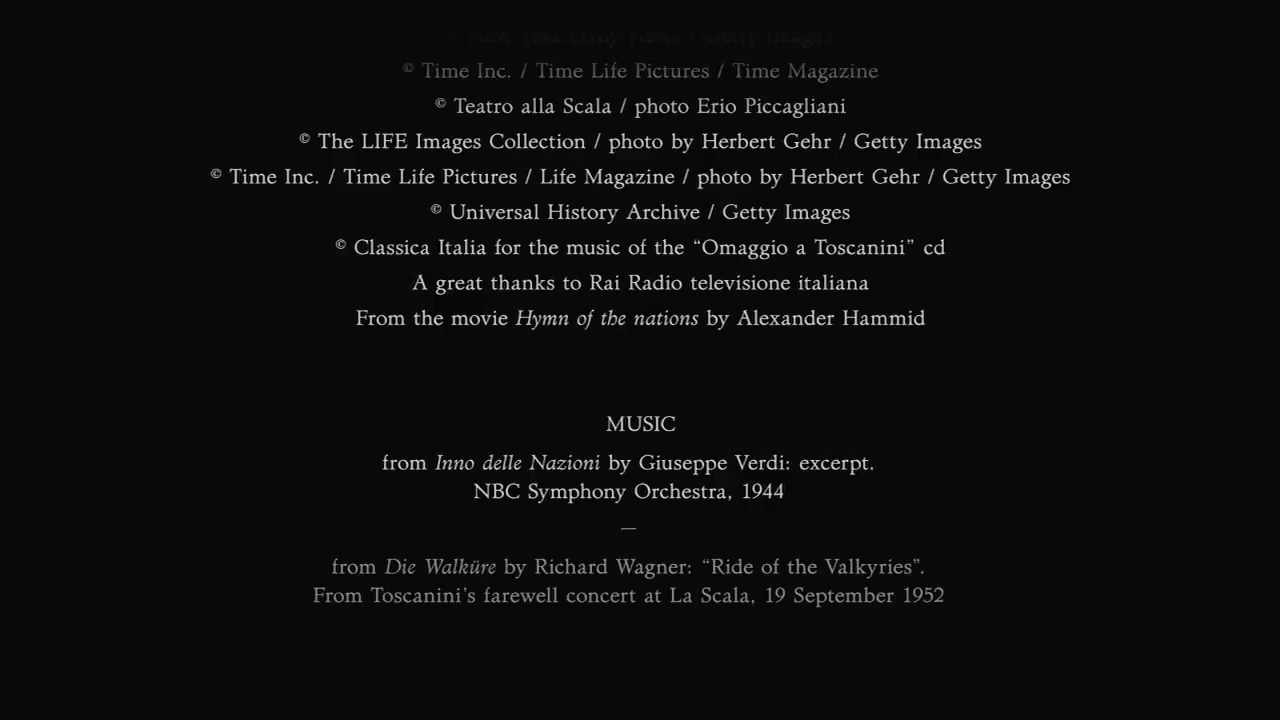 © Time Inc. / Time Life Pictures / Time Magazine
© Teatro alla Scala / photo Erio Piccagliani
© The LIFE Images Collection / photo by Herbert Gehr / Getty Images
© Time Inc. / Time Life Pictures / Life Magazine / photo by Herbert Gehr / Getty Images
© Universal History Archive / Getty Images
© Classica Italia for the music of the “Omaggio a Toscanini” cd
A great thanks to Rai Radio televisione italiana
From the movie Hymn of the nations by Alexander Hammid
MUSIC
from Inno delle Nazioni by Giuseppe Verdi: excerpt.
NBC Symphony Orchestra, 1944
—
from Die Walküre by Richard Wagner: “Ride of the Valkyries”.
From Toscanini’s farewell concert at La Scala, 19 September 1952